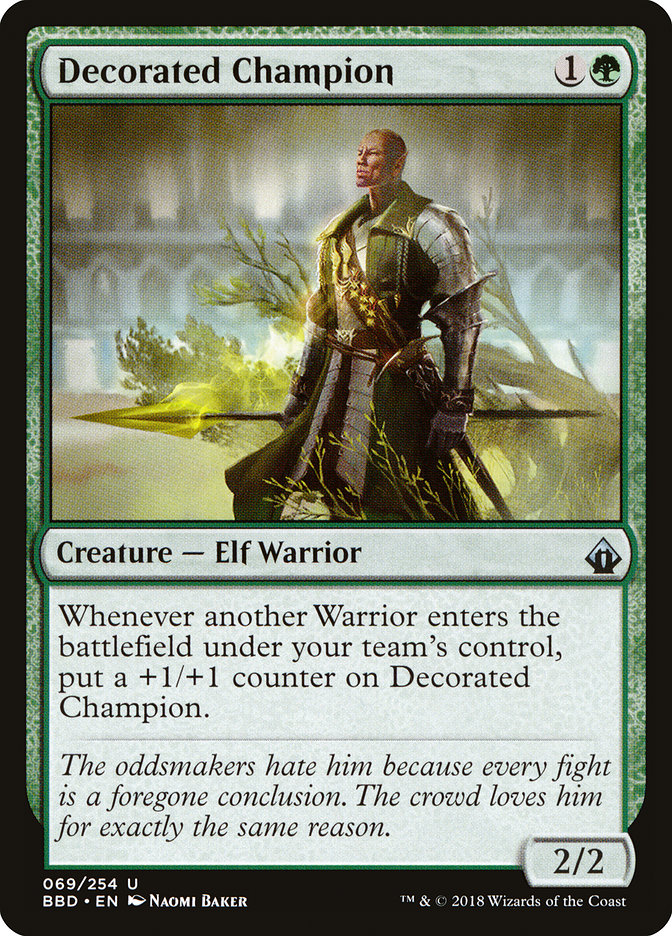 Decorated Champion 1
Creature — Elf Warrior
Whenever another Warrior enters the
battlefield under your team's control,
put a +1/+1 counter on Decorated
Champion.
The oddsmakers hate him because every fight
is a foregone conclusion. The crowd loves him
for exactly the same reason.
2/2
069/254 U
BBD • EN Naomi Baker
™ & © 2018 Wizards of the Coast